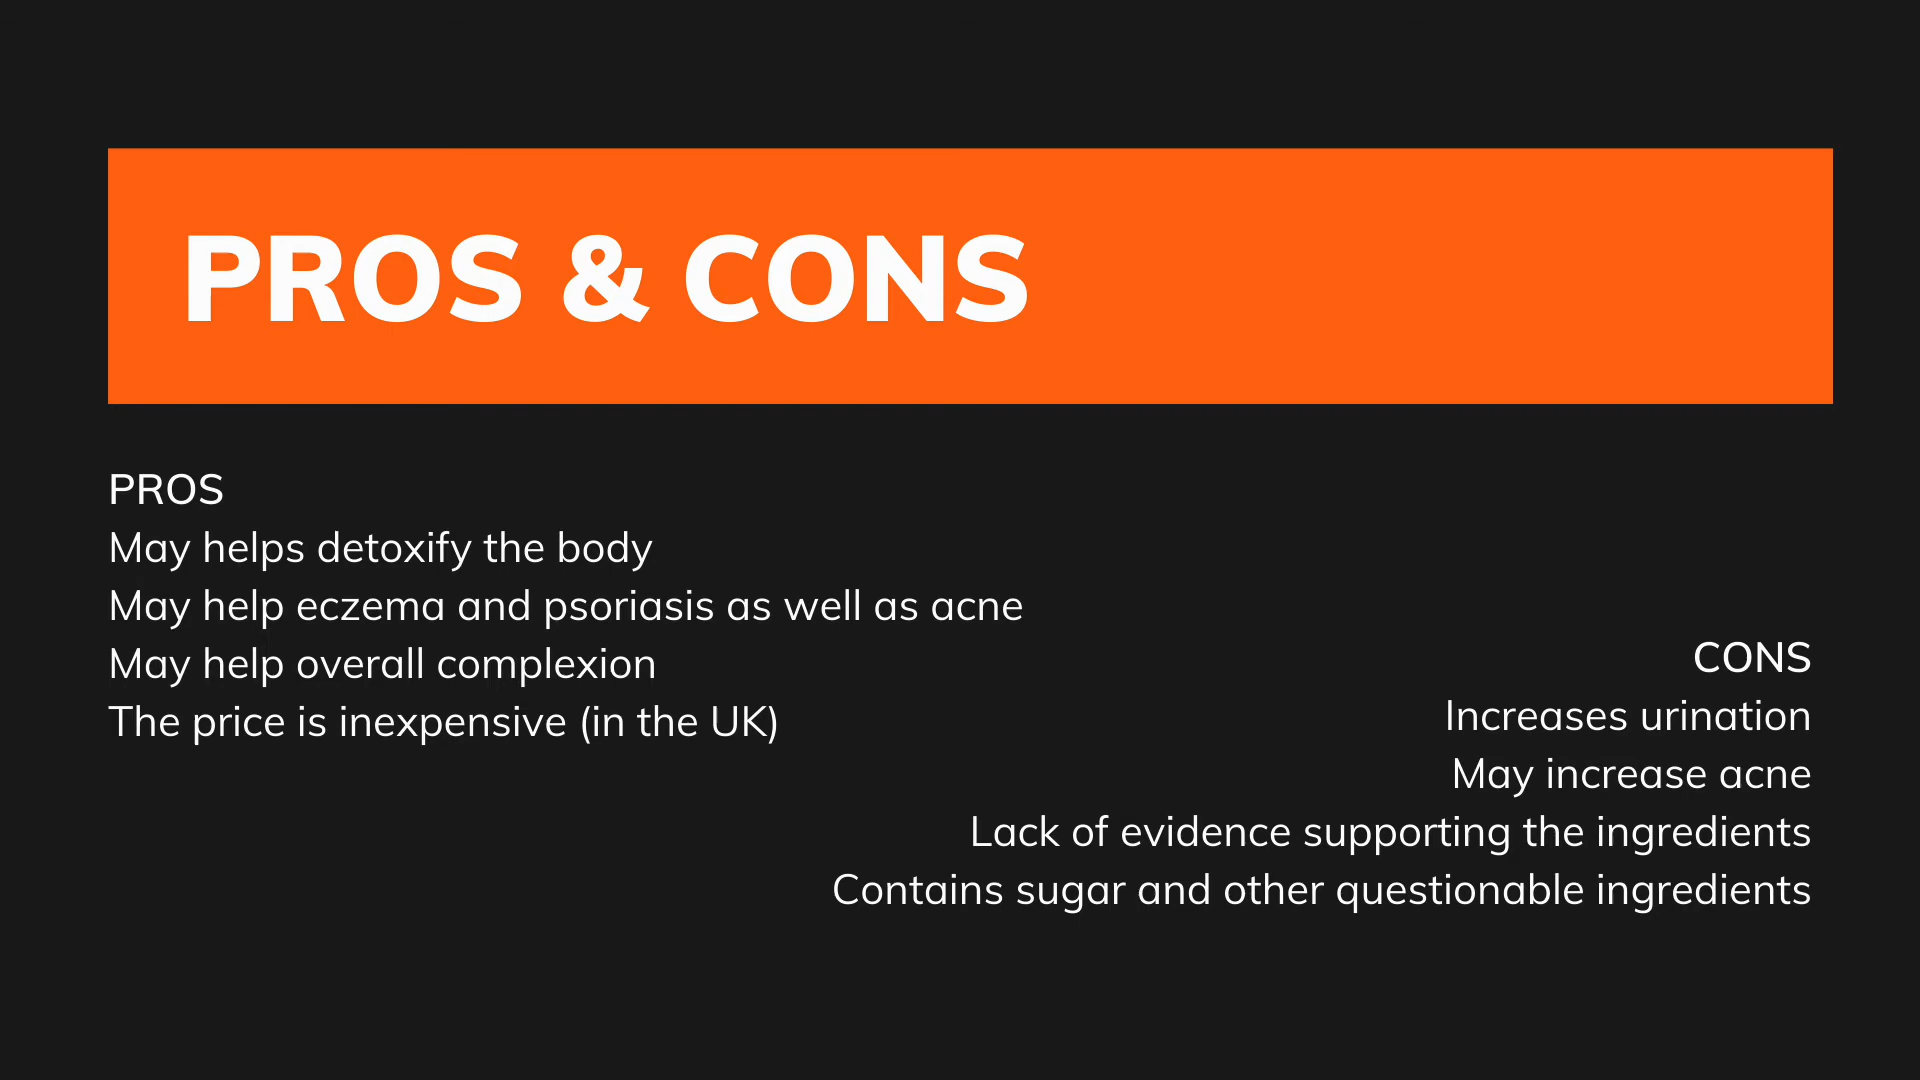 PROS & CONS
PROS
May helps detoxify the body
May help eczema and psoriasis as well as acne
May help overall complexion
The price is inexpensive (in the UK)
CONS
Increases urination
May increase acne
Lack of evidence supporting the ingredients
Contains sugar and other questionable ingredients